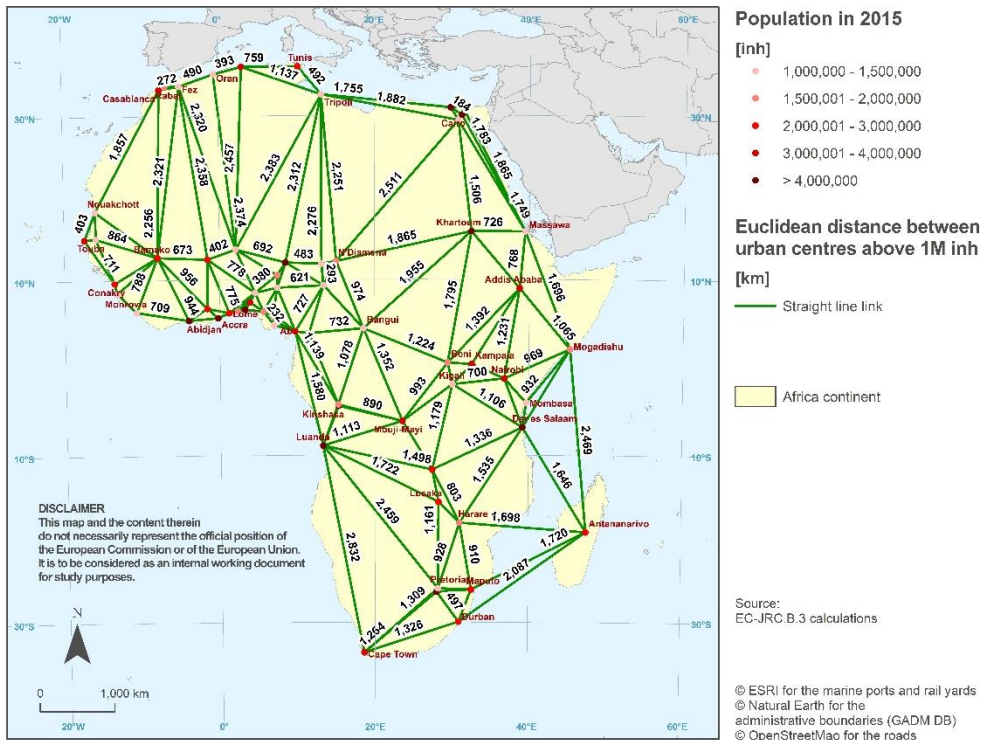 20°W
0°
20°E
40°E
60°E
30°N
10°N
10°S
30°S
30°N
10°N
10°S
30°S
20°W
0°
20°E
40°E
60°E
Tunis
Oran
Fez
Rabat
Casablanca
Tripoli
Cairo
Nouakchott
Touba
Bamako
Conakry
Monrovia
Abidjan
Accra
Lome
N'Djamena
Khartoum
Massawa
Addis Ababa
Bangui
Mogadishu
Beni
Kampala
Kigali
Nairobi
Mombasa
Dar es Salaam
Kinshasa
Luanda
Mbuji-Mayi
Lusaka
Harare
Antananarivo
Pretoria
Maputo
Durban
Cape Town
272
490
393
759
1,137
492
1,755
1,882
184
1,783
1,865
1,749
1,857
2,321
2,256
2,320
2,358
2,457
2,374
2,383
2,312
2,276
2,251
2,511
1,506
726
403
864
711
788
709
673
956
944
402
778
775
380
692
483
621
293
232
727
974
732
1,865
1,955
1,795
768
1,696
1,392
1,231
1,065
1,224
969
932
700
1,106
993
1,179
1,139
1,580
1,078
1,352
890
1,113
1,722
1,498
1,336
1,535
803
1,161
928
910
2,459
2,832
1,698
1,646
2,469
1,720
2,087
1,309
1,264
1,326
497
DISCLAIMER
This map and the content therein
do not necessarily represent the official position of
the European Commission or of the European Union.
It is to be considered as an internal working document
for study purposes.
N
0 1,000 km
Population in 2015
[inh]
1,000,000 - 1,500,000
1,500,001 - 2,000,000
2,000,001 - 3,000,000
3,000,001 - 4,000,000
> 4,000,000
Euclidean distance between
urban centres above 1M inh
[km]
Straight line link
Africa continent
Source:
EC-JRC.B.3 calculations
© ESRI for the marine ports and rail yards
© Natural Earth for the
administrative boundaries (GADM DB)
© OpenStreetMap for the roads